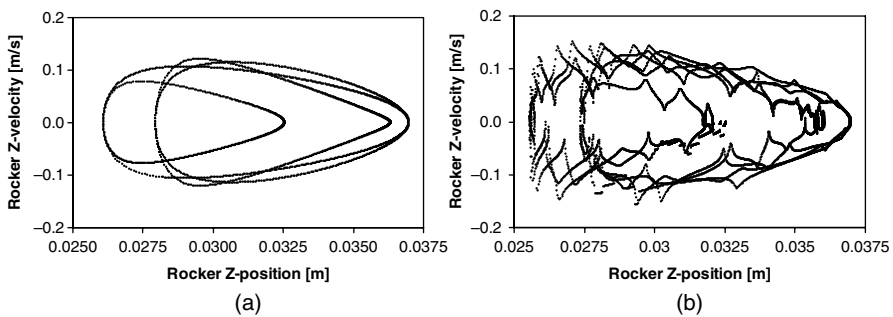 0.2
0.1
0.0
−0.1
−0.2
Rocker Z-velocity [m/s]
0.0250 0.0275 0.0300 0.0325 0.0350 0.0375
Rocker Z-position [m]
(a)
0.2
0.1
0.0
−0.1
−0.2
Rocker Z-velocity [m/s]
0.025 0.0275 0.03 0.0325 0.035 0.0375
Rocker Z-position [m]
(b)